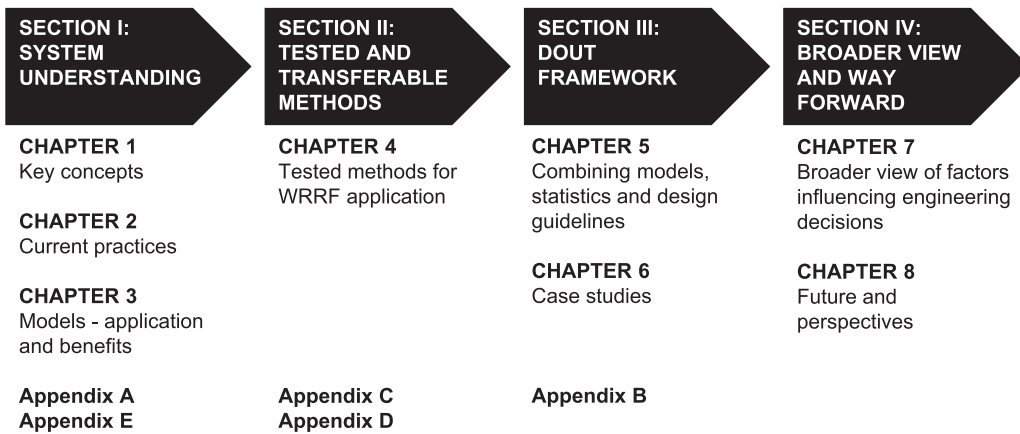 SECTION I:
SYSTEM
UNDERSTANDING
CHAPTER 1
Key concepts
CHAPTER 2
Current practices
CHAPTER 3
Models - application
and benefits
Appendix A
Appendix E
SECTION II:
TESTED AND
TRANSFERABLE
METHODS
CHAPTER 4
Tested methods for
WRRF application
Appendix C
Appendix D
SECTION III:
DOUT
FRAMEWORK
CHAPTER 5
Combining models,
statistics and design
guidelines
CHAPTER 6
Case studies
Appendix B
SECTION IV:
BROADER VIEW
AND WAY
FORWARD
CHAPTER 7
Broader view of factors
influencing engineering
decisions
CHAPTER 8
Future and
perspectives